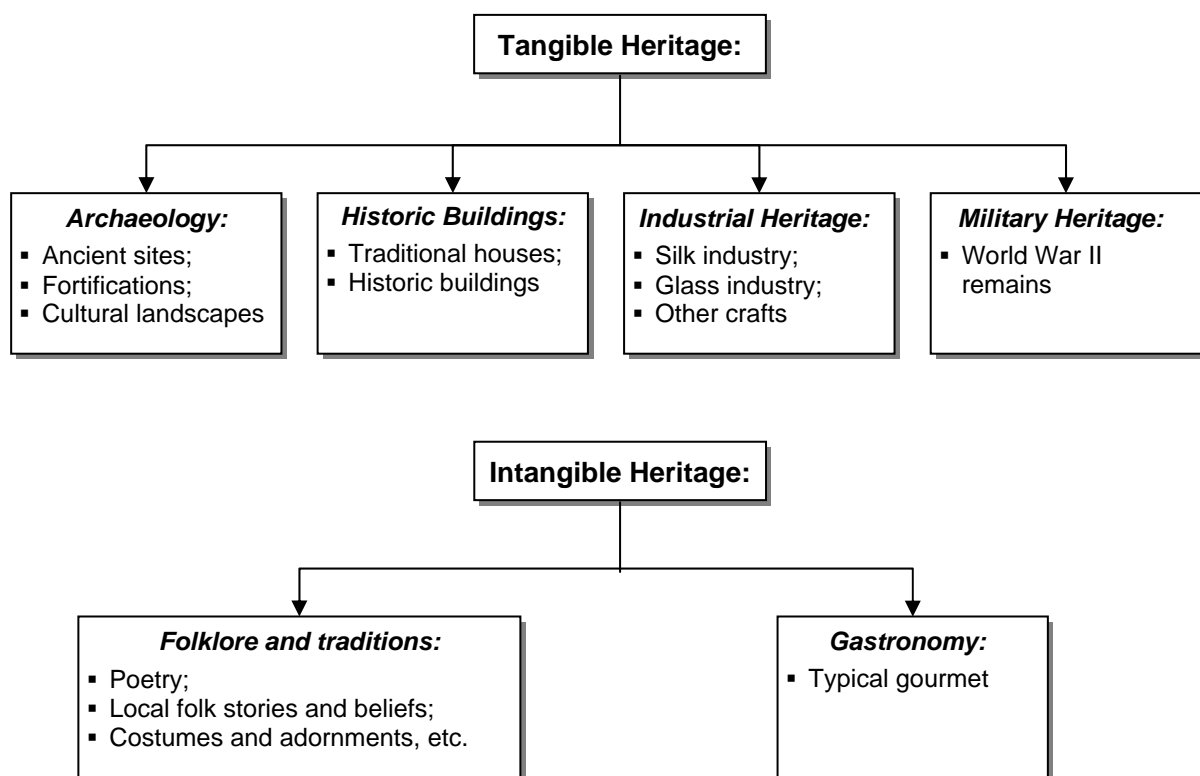 Tangible Heritage:
Archaeology:
▪ Ancient sites;
▪ Fortifications;
▪ Cultural landscapes
Historic Buildings:
▪ Traditional houses;
▪ Historic buildings
Industrial Heritage:
▪ Silk industry;
▪ Glass industry;
▪ Other crafts
Military Heritage:
▪ World War II
remains
Intangible Heritage:
Folklore and traditions:
▪ Poetry;
▪ Local folk stories and beliefs;
▪ Costumes and adornments, etc.
Gastronomy:
▪ Typical gourmet